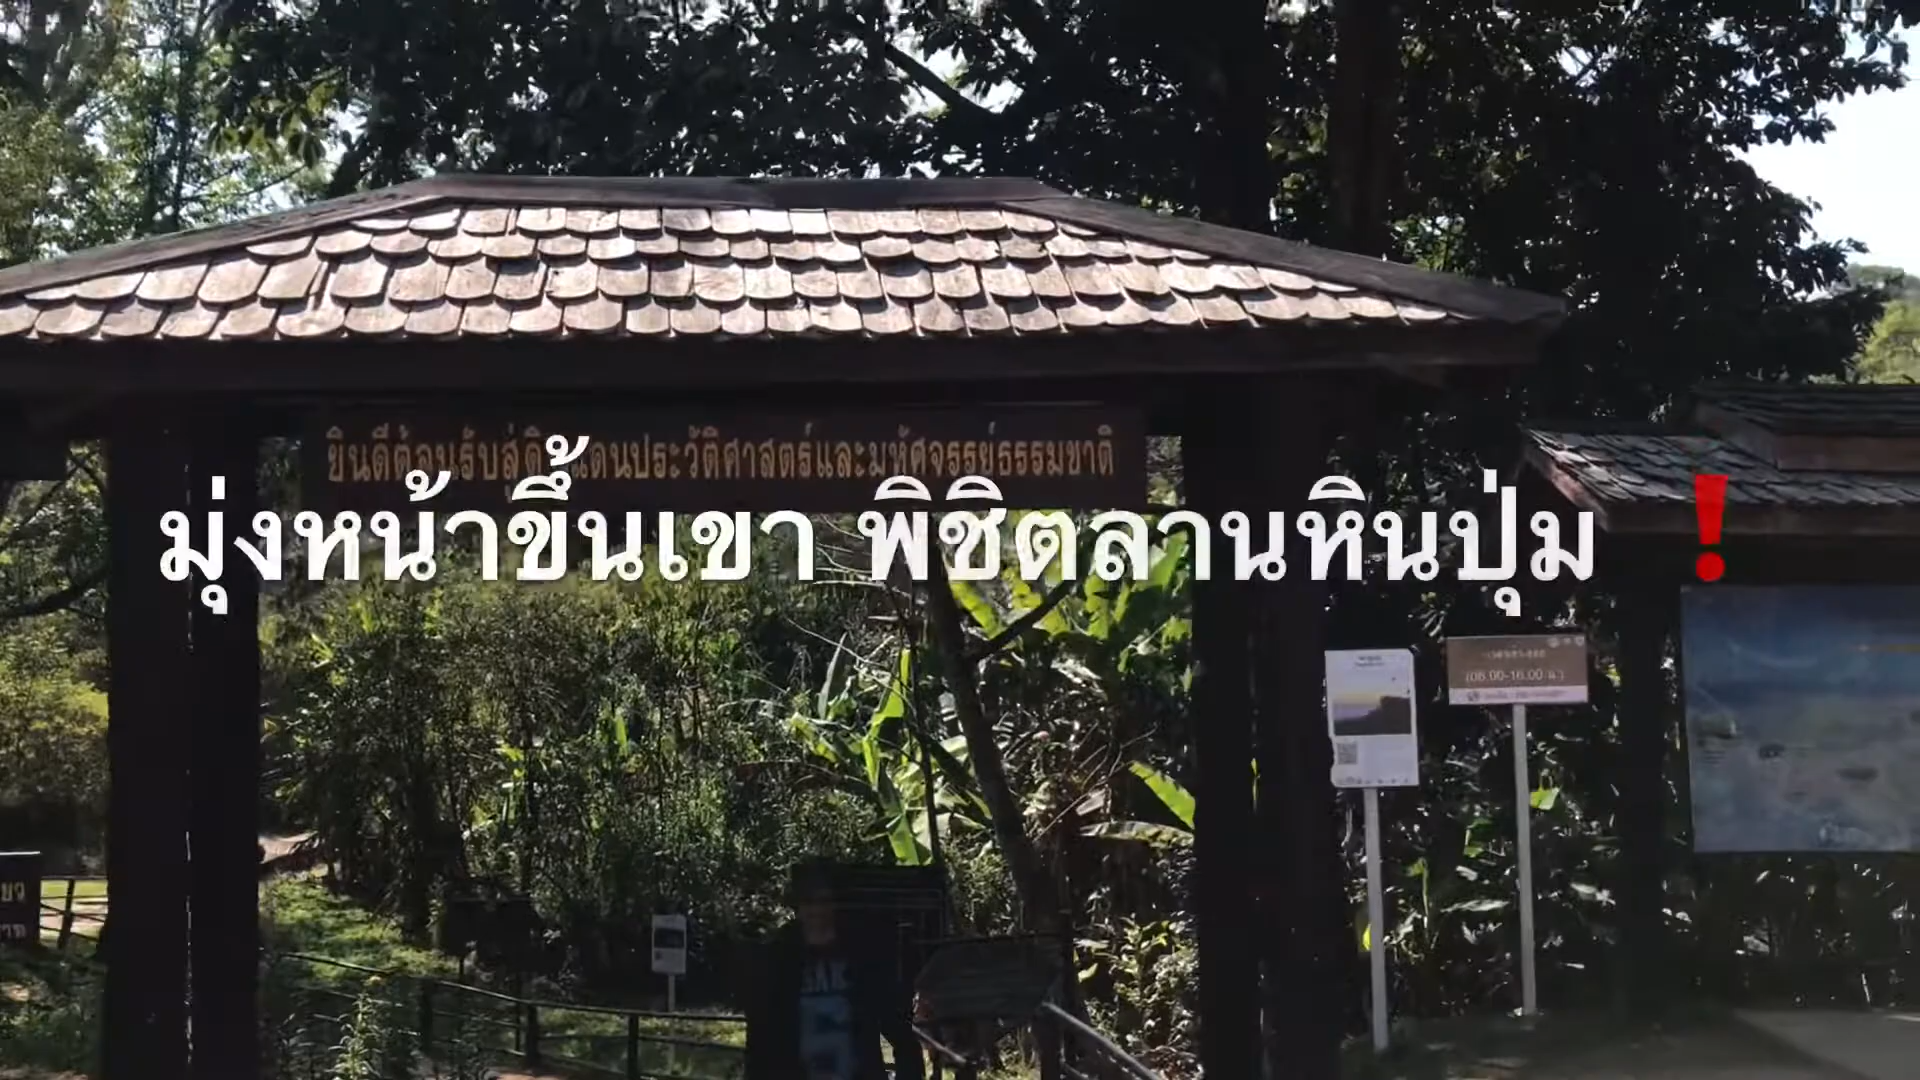 ยินดีต้อนรับสู่ดินแดนประวัติศาสตร์และมหัศจรรย์ธรรมชาติ
มุ่งหน้าขึ้นเขา พิชิตลานหินปุ่ม ❗
(06.00-16.00 น.)